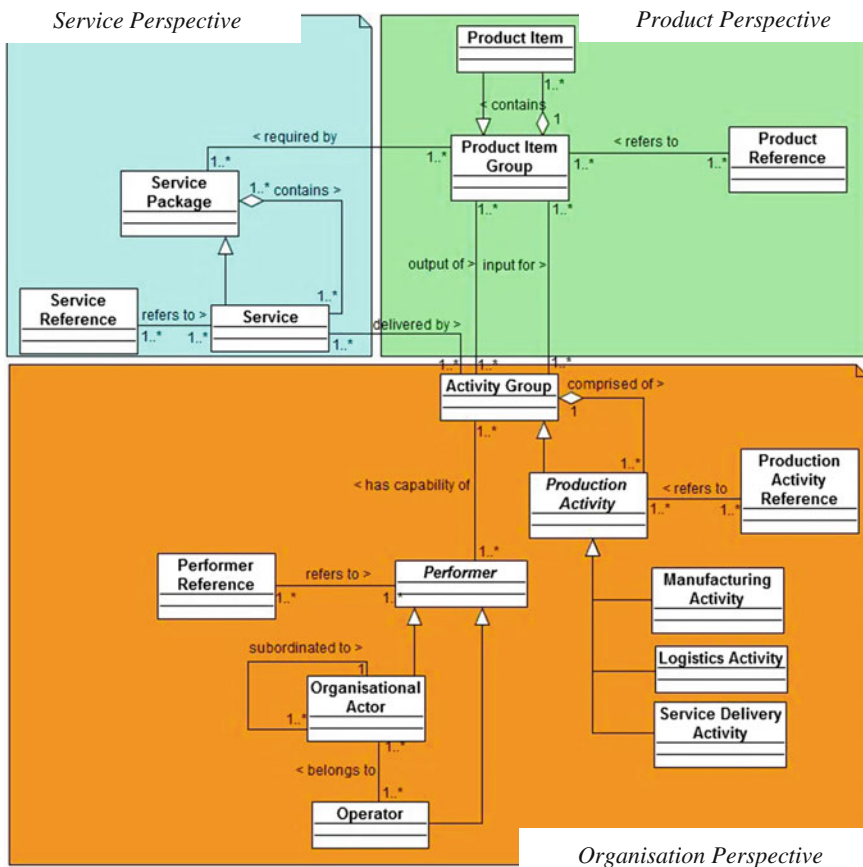 Service Perspective
Product Perspective
Product Item
1..*
< contains
1
< required by
1..*
1..*
Product Item
Group
< refers to
1..*
1..*
Product
Reference
Service
Package
1..*
contains >
1..*
1..*
output of >
input for >
Service
Reference
refers to >
1..*
1..*
Service
1..*
1..*
delivered by >
1..*
1..*
1..*
Activity Group
comprised of >
1
1..*
1..*
< has capability of
Production
Activity
< refers to
1..*
1..*
Production
Activity
Reference
1..*
Performer
Reference
refers to >
1..*
1..*
Performer
Manufacturing
Activity
subordinated to >
1
1..*
Organisational
Actor
1..*
Logistics Activity
Service Delivery
Activity
< belongs to
1..*
Operator
Organisation Perspective